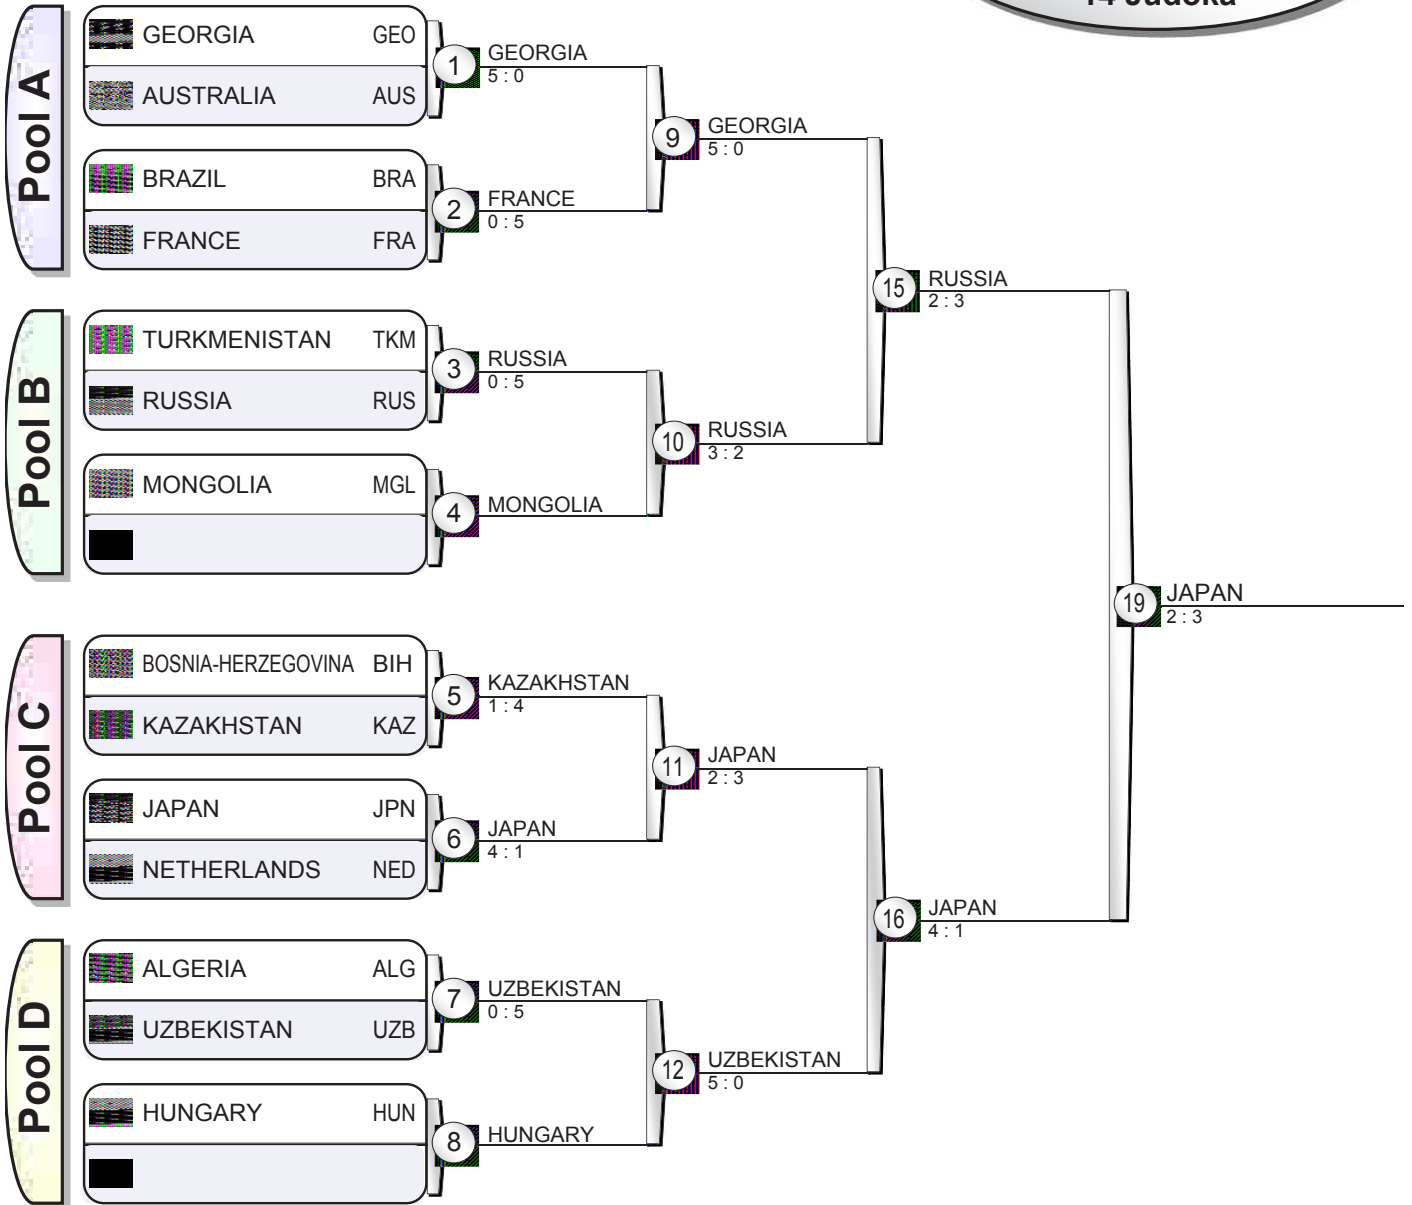 14 Judoka
Pool A
GEORGIA GEO
AUSTRALIA AUS
BRAZIL BRA
FRANCE FRA
1 GEORGIA
5 : 0
2 FRANCE
0 : 5
9 GEORGIA
5 : 0
Pool B
TURKMENISTAN TKM
RUSSIA RUS
MONGOLIA MGL
3 RUSSIA
0 : 5
4 MONGOLIA
10 RUSSIA
3 : 2
15 RUSSIA
2 : 3
Pool C
BOSNIA-HERZEGOVINA BIH
KAZAKHSTAN KAZ
JAPAN JPN
NETHERLANDS NED
5 KAZAKHSTAN
1 : 4
6 JAPAN
4 : 1
11 JAPAN
2 : 3
Pool D
ALGERIA ALG
UZBEKISTAN UZB
HUNGARY HUN
7 UZBEKISTAN
0 : 5
8 HUNGARY
12 UZBEKISTAN
5 : 0
16 JAPAN
4 : 1
19 JAPAN
2 : 3